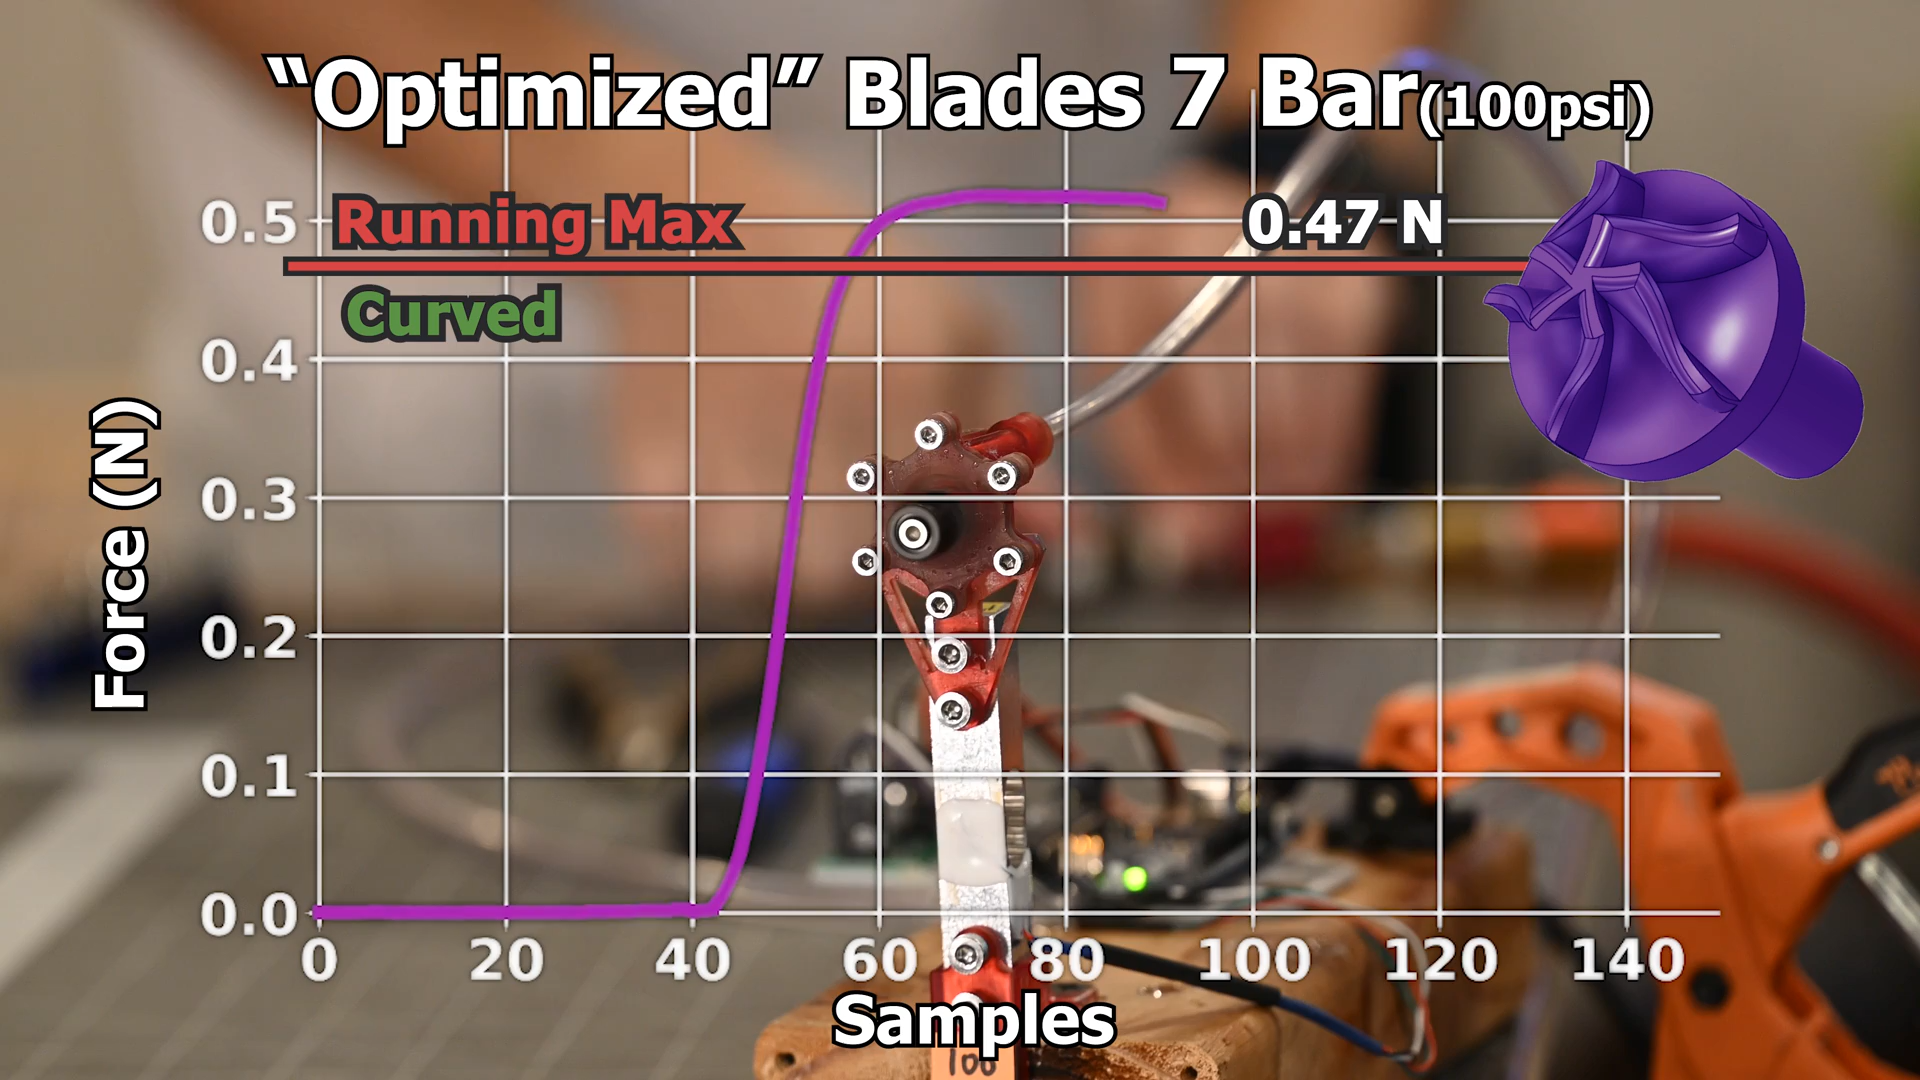 “Optimized” Blades 7 Bar(100psi)
0.5
Running Max
0.47 N
Curved
0.4
0.3
0.2
0.1
0.0
Force (N)
0 20 40 60 80 100 120 140
Samples
100